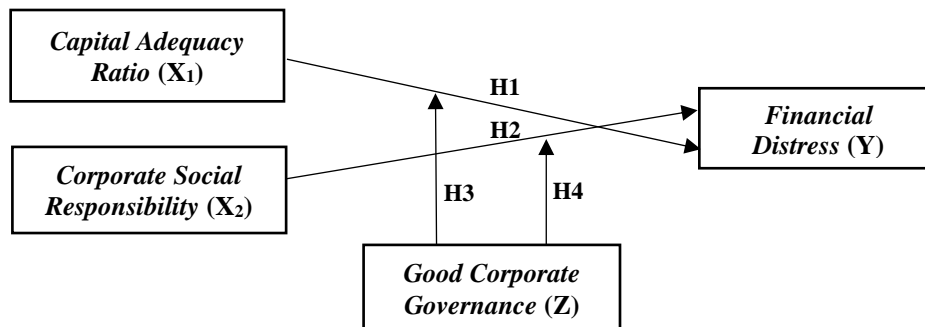 Capital Adequacy
Ratio (X₁)
H1
H2
Financial
Distress (Y)
Corporate Social
Responsibility (X₂)
H3
H4
Good Corporate
Governance (Z)